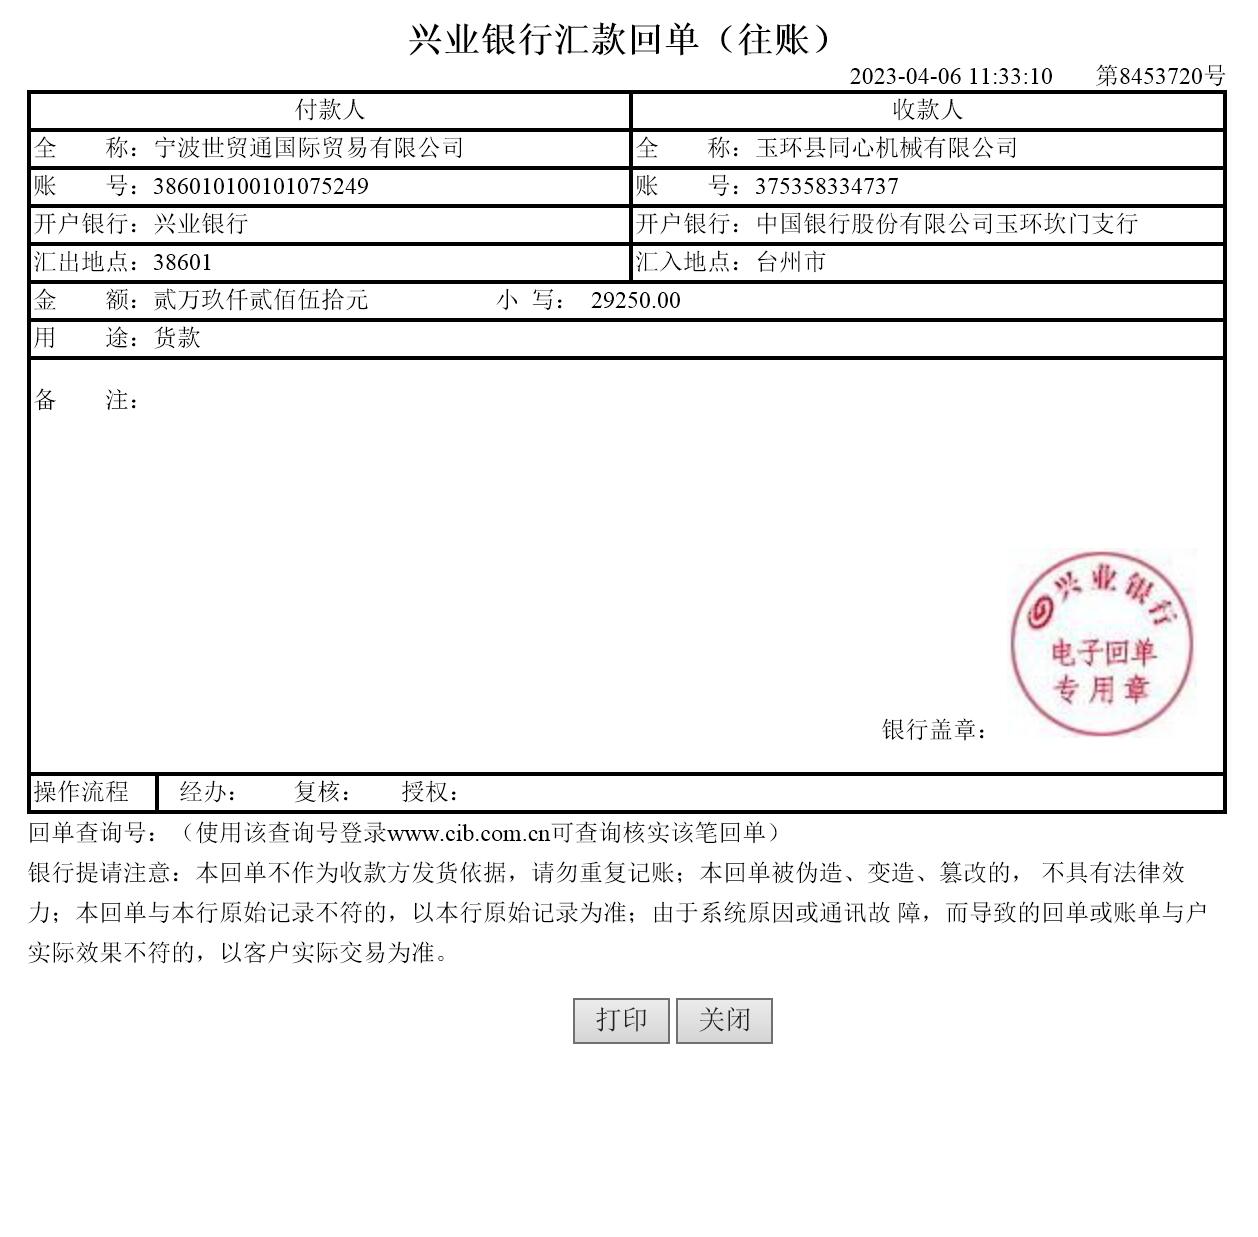 兴业银行汇款回单（往账）
2023-04-06 11:33:10 第8453720号
付款人 收款人
全 称：宁波世贸通国际贸易有限公司 全 称：玉环县同心机械有限公司
账 号：386010100101075249 账 号：375358334737
开户银行：兴业银行 开户银行：中国银行股份有限公司玉环坎门支行
汇出地点：38601 汇入地点：台州市
金 额：贰万玖仟贰佰伍拾元 小 写： 29250.00
用 途：货款
备 注：
兴业银行
电子回单
专用章
银行盖章：
操作流程 经办： 复核： 授权：
回单查询号：（使用该查询号登录www.cib.com.cn可查询核实该笔回单）
银行提请注意：本回单不作为收款方发货依据，请勿重复记账；本回单被伪造、变造、篡改的， 不具有法律效
力；本回单与本行原始记录不符的，以本行原始记录为准；由于系统原因或通讯故 障，而导致的回单或账单与户
实际效果不符的，以客户实际交易为准。
打印 关闭